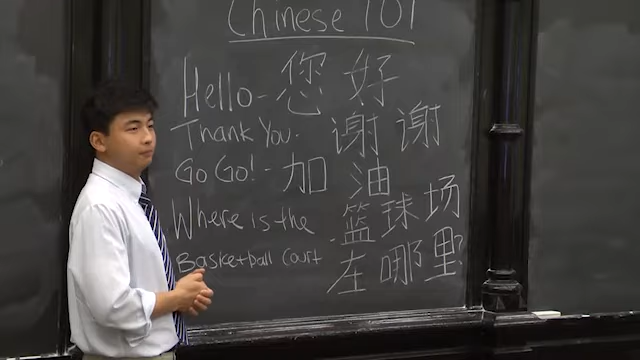 Chinese 101
Hello - 您好
Thank You. 谢谢
Go Go! - 加油
Where is the 篮球场
Basketball Court - 在哪里?